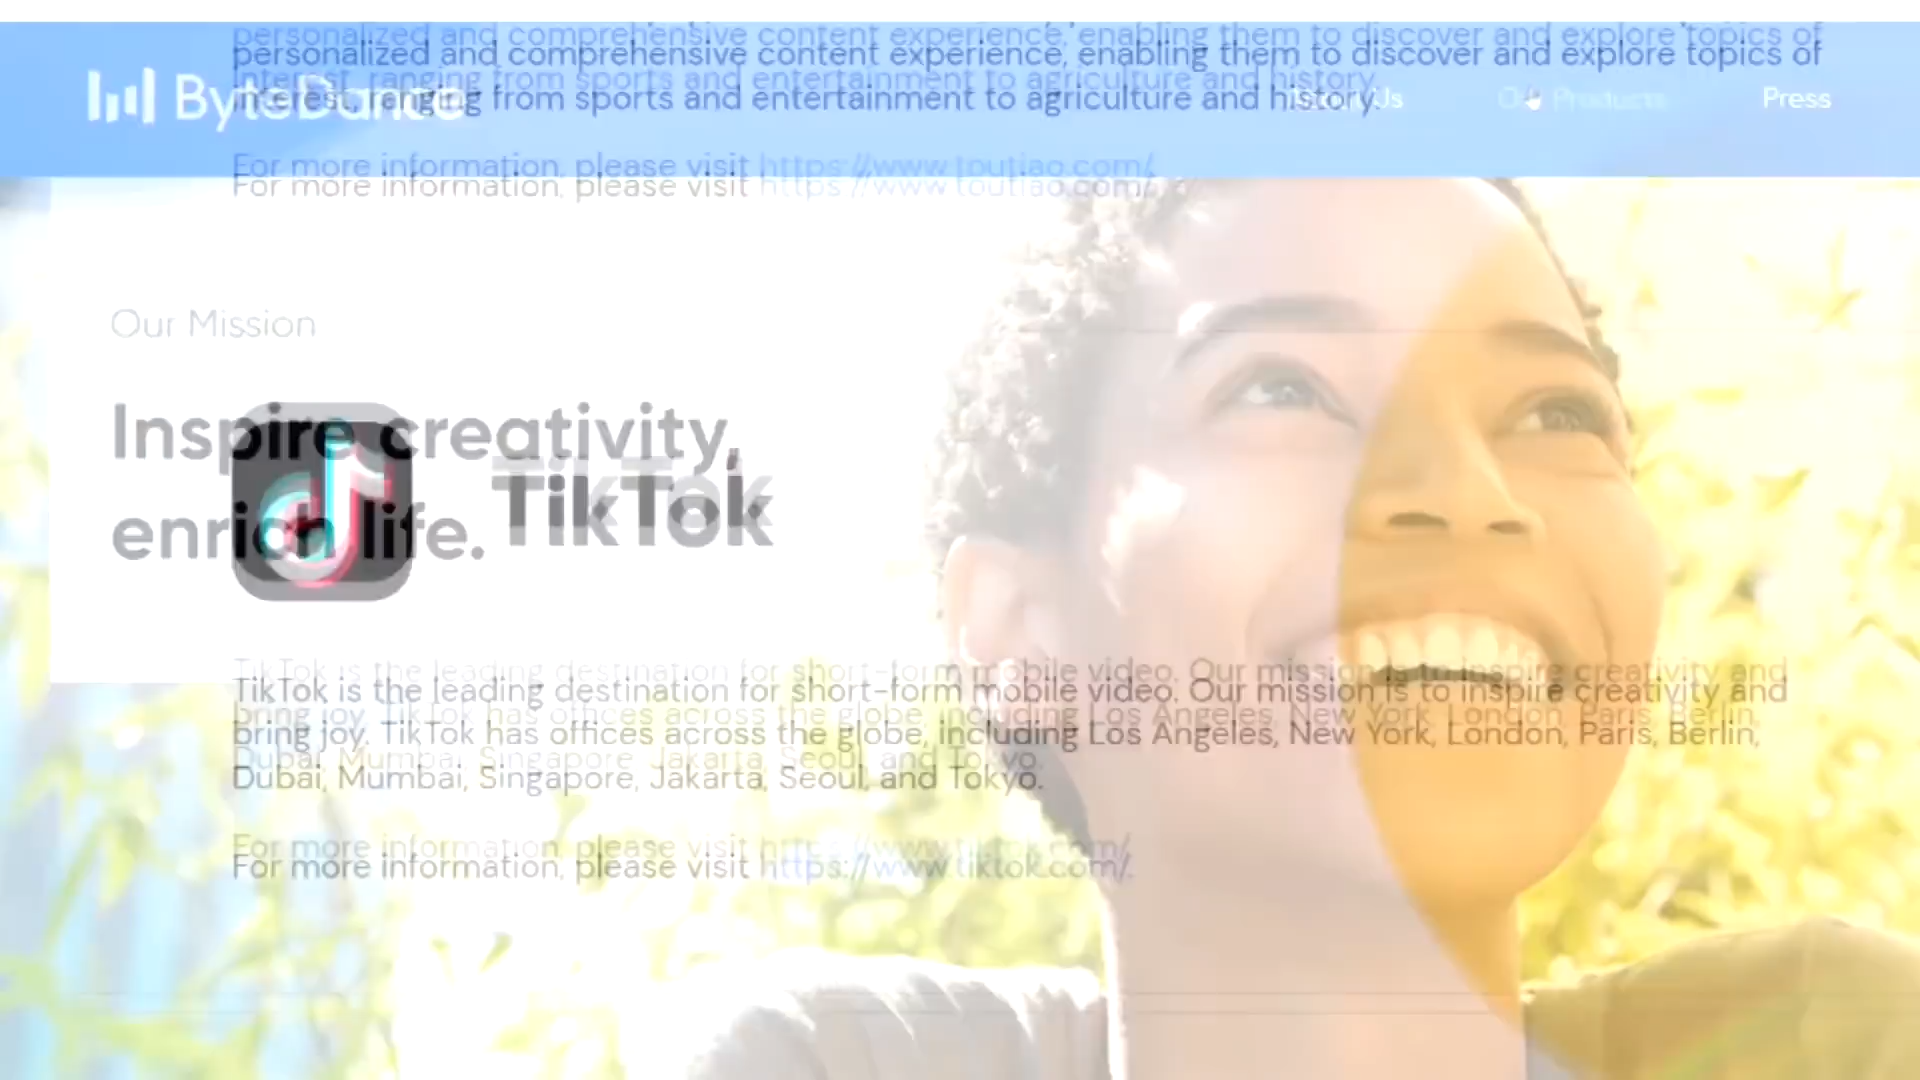 personalized and comprehensive content experience, enabling them to discover and explore topics of
interest, ranging from sports and entertainment to agriculture and history.
ByteDance
Us
Our Products
Press
For more information, please visit https://www.toutiao.com/.
Our Mission
Inspire creativity,
enrich life.
TikTok
TikTok is the leading destination for short-form mobile video. Our mission is to inspire creativity and
bring joy. TikTok has offices across the globe, including Los Angeles, New York, London, Paris, Berlin,
Dubai, Mumbai, Singapore, Jakarta, Seoul, and Tokyo.
For more information, please visit https://www.tiktok.com/.